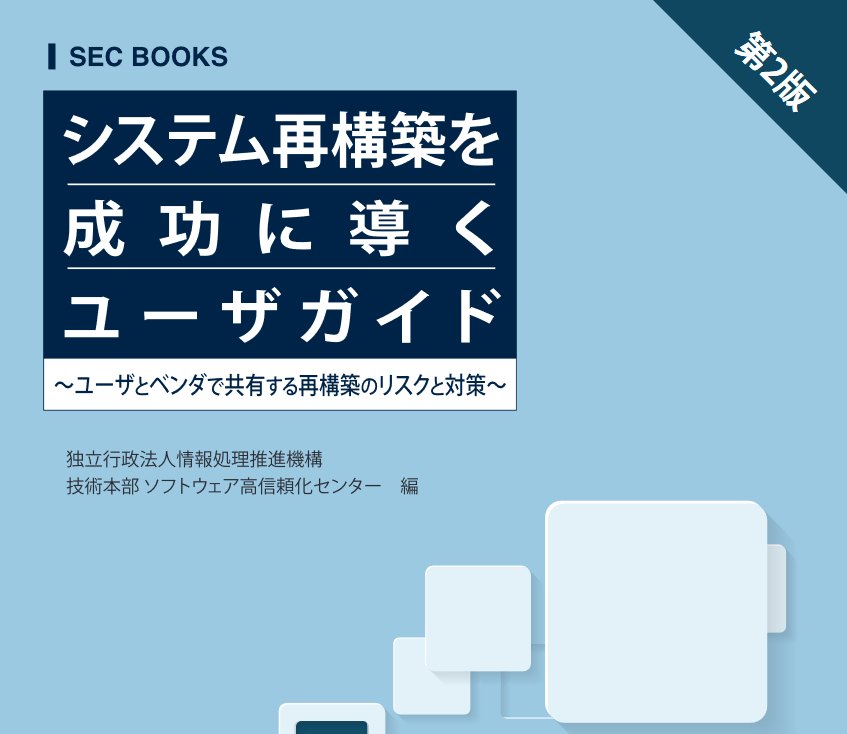 SEC BOOKS
第2版
システム再構築を
成功に導く
ユーザガイド
～ユーザとベンダで共有する再構築のリスクと対策～
独立行政法人情報処理推進機構
技術本部 ソフトウェア高信頼化センター　編